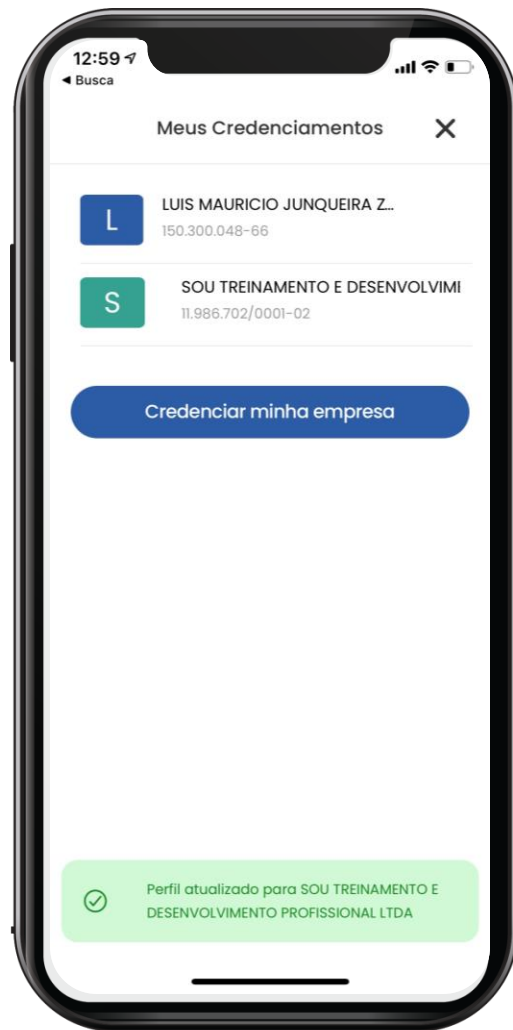 12:59
◀ Busca
Meus Credenciamentos
L
LUIS MAURICIO JUNQUEIRA Z...
150.300.048-66
S
SOU TREINAMENTO E DESENVOLVIMI
11.986.702/0001-02
Credenciar minha empresa
Perfil atualizado para SOU TREINAMENTO E
DESENVOLVIMENTO PROFISSIONAL LTDA